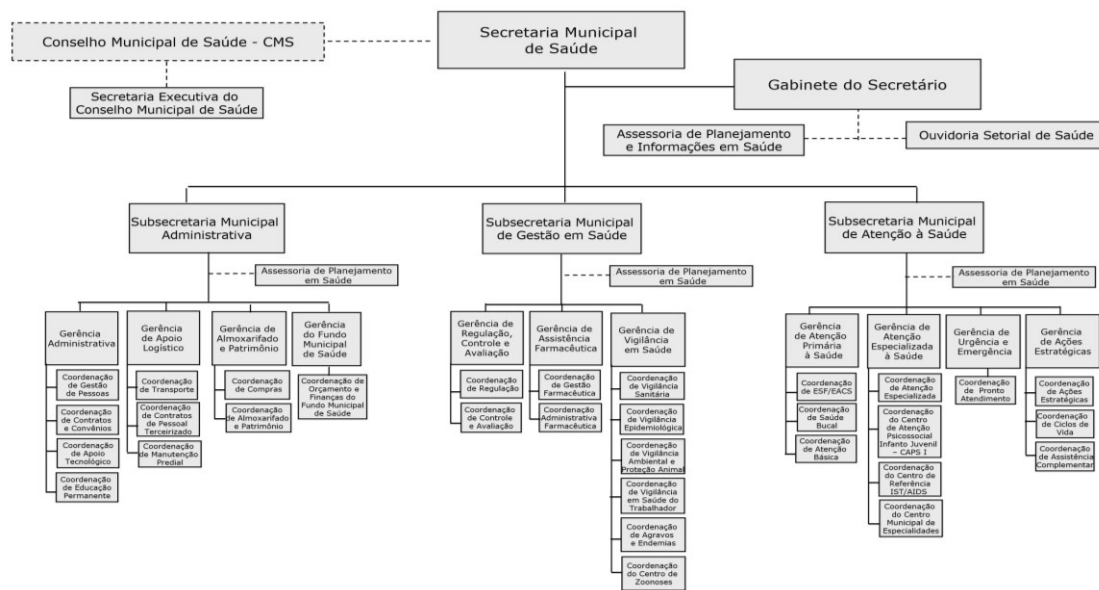 Conselho Municipal de Saúde - CMS
Secretaria Municipal
de Saúde
Secretaria Executiva do
Conselho Municipal de Saúde
Gabinete do Secretário
Assessoria de Planejamento
e Informações em Saúde
Ouvidoria Setorial de Saúde
Subsecretaria Municipal
Administrativa
Assessoria de Planejamento
em Saúde
Gerência
Administrativa
Coordenação
de Gestão
de Pessoas
Coordenação
de Contratos
e Convênios
Coordenação
de Apoio
Tecnológico
Coordenação
de Educação
Permanente
Gerência
de Apoio
Logístico
Coordenação
de Transporte
Coordenação
de Contratos
de Pessoal
Terceirizado
Coordenação
de Manutenção
Predial
Gerência de
Almoxarifado
e Patrimônio
Coordenação
de Compras
Coordenação
de Almoxarifado
e Patrimônio
Gerência
do Fundo
Municipal
de Saúde
Coordenação de
Orçamento e
Finanças do Fundo
Municipal de
Saúde
Subsecretaria Municipal
de Gestão em Saúde
Assessoria de Planejamento
em Saúde
Gerência
de Regulação,
Controle e
Avaliação
Coordenação
de Regulação
Coordenação
de Controle
e Avaliação
Gerência de
Assistência
Farmacêutica
Coordenação
de Gestão
Farmacêutica
Coordenação
Administrativa
Farmacêutica
Gerência de
Vigilância
em Saúde
Coordenação
de Vigilância
Sanitária
Coordenação
de Vigilância
Epidemiológica
Coordenação
de Vigilância
Ambiental e
Proteção Animal
Coordenação
de Vigilância
em Saúde do
Trabalhador
Coordenação
de Agravos
e Endemias
Coordenação
do Centro de
Zoonoses
Subsecretaria Municipal
de Atenção à Saúde
Assessoria de Planejamento
em Saúde
Gerência
de Atenção
Primária
à Saúde
Coordenação
de ESF/EACS
Coordenação
de Saúde
Bucal
Coordenação
de Atenção
Básica
Gerência
de Atenção
Especializada
à Saúde
Coordenação
de Atenção
Especializada
Coordenação
do Centro
de Atenção
Psicossocial
Infanto Juvenil
– CAPS I
Coordenação
do Centro de
Referência
IST/AIDS
Coordenação
do Centro
Municipal de
Especialidades
Gerência de
Urgência e
Emergência
Coordenação
de Pronto
Atendimento
Gerência
de Ações
Estratégicas
Coordenação
de Ações
Estratégicas
Coordenação
de Ciclos de
Vida
Coordenação
de Assistência
Complementar